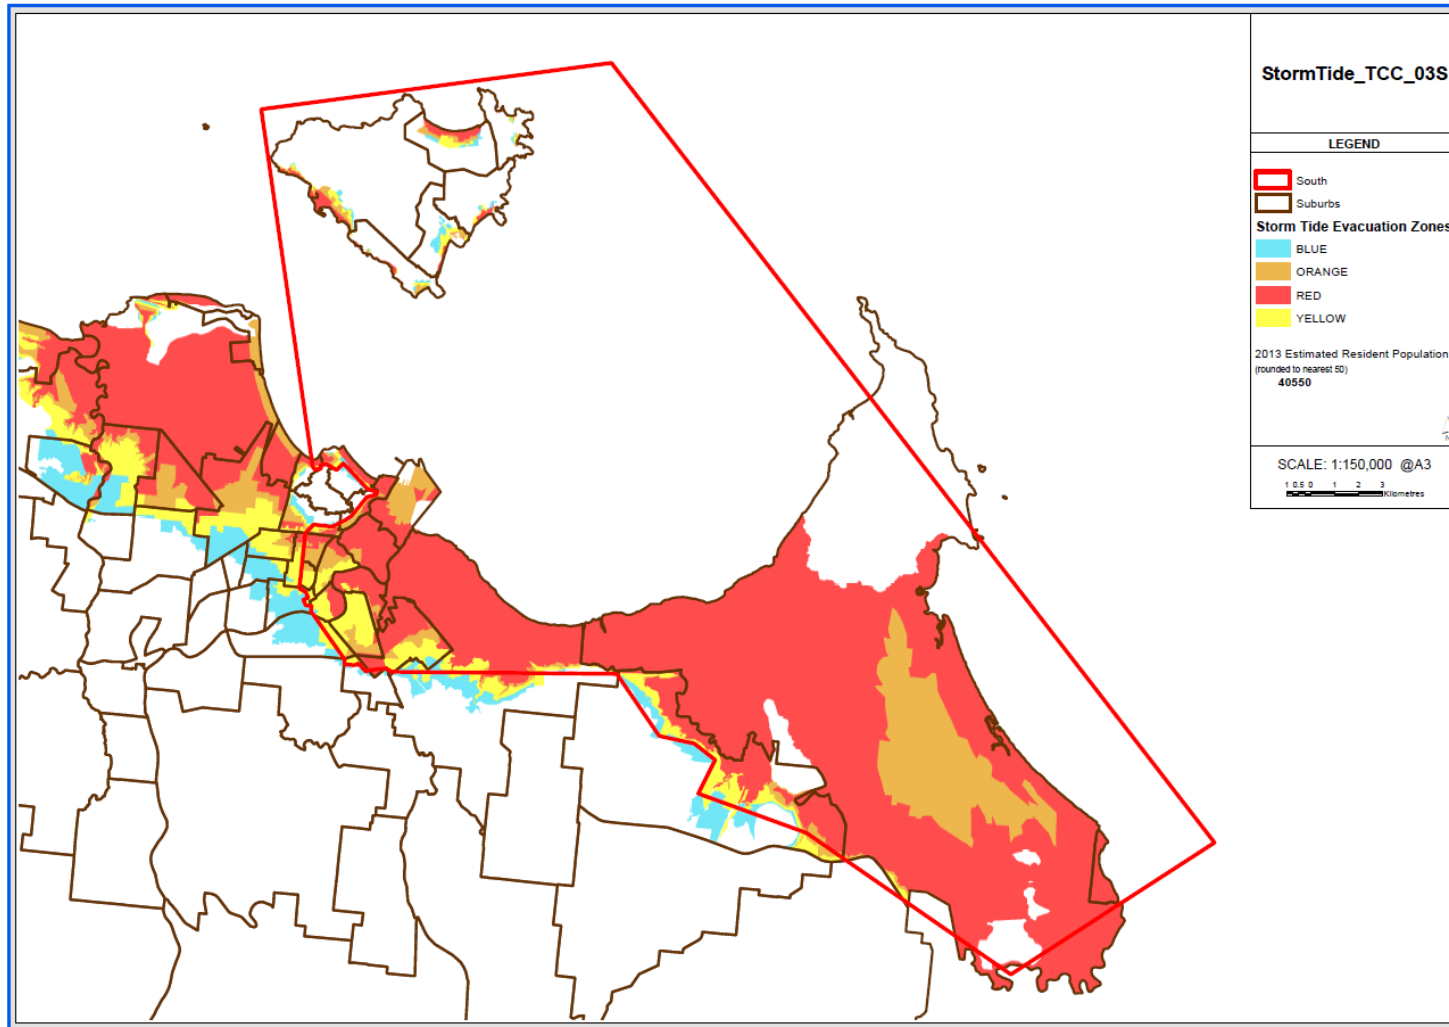 StormTide_TCC_03S
LEGEND
South
Suburbs
Storm Tide Evacuation Zones
BLUE
ORANGE
RED
YELLOW
2013 Estimated Resident Population
(rounded to nearest 50)
40550
N
SCALE: 1:150,000 @A3
1 0.5 0 1 2 3
Kilometres